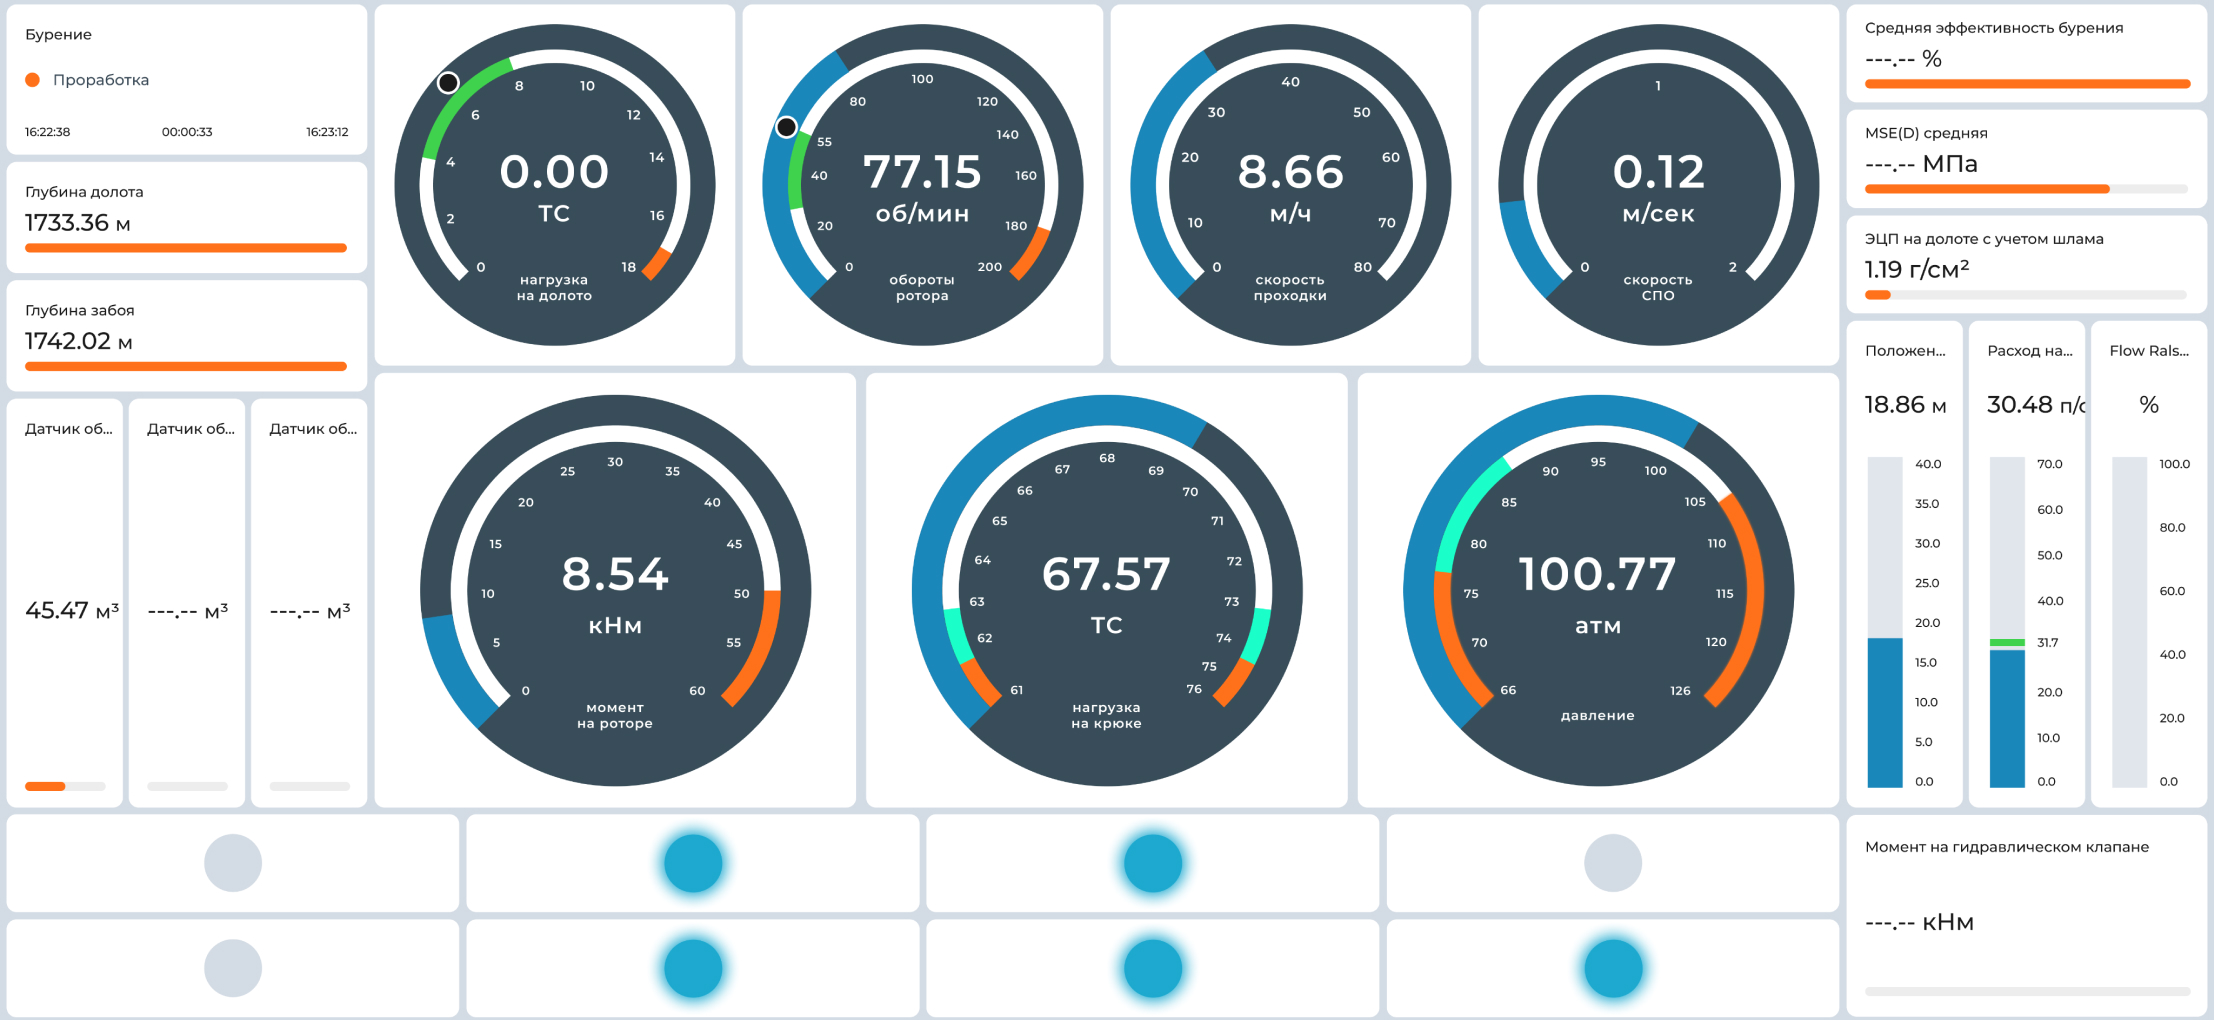 Бурение
Проработка
16:22:38 00:00:33 16:23:12
Глубина долота
1733.36 м
Глубина забоя
1742.02 м
Датчик об...
45.47 м³
Датчик об...
---.-- м³
Датчик об...
---.-- м³
0 2 4 6 8 10 12 14 16 18
0.00
ТС
нагрузка
на долото
0 20 40 55 80 100 120 140 160 180 200
77.15
об/мин
обороты
ротора
0 10 20 30 40 50 60 70 80
8.66
м/ч
скорость
проходки
0 1 2
0.12
м/сек
скорость
СПО
0 5 10 15 20 25 30 35 40 45 50 55 60
8.54
кНм
момент
на роторе
61 62 63 64 65 66 67 68 69 70 71 72 73 74 75 76
67.57
ТС
нагрузка
на крюке
66 70 75 80 85 90 95 100 105 110 115 120 126
100.77
атм
давление
Средняя эффективность бурения
---.-- %
MSE(D) средняя
---.-- МПа
ЭЦП на долоте с учетом шлама
1.19 г/см²
Положен...
18.86 м
40.0
35.0
30.0
25.0
20.0
15.0
10.0
5.0
0.0
Расход на...
30.48 п/с
70.0
60.0
50.0
40.0
31.7
20.0
10.0
0.0
Flow Rals...
%
100.0
80.0
60.0
40.0
20.0
0.0
Момент на гидравлическом клапане
---.-- кНм